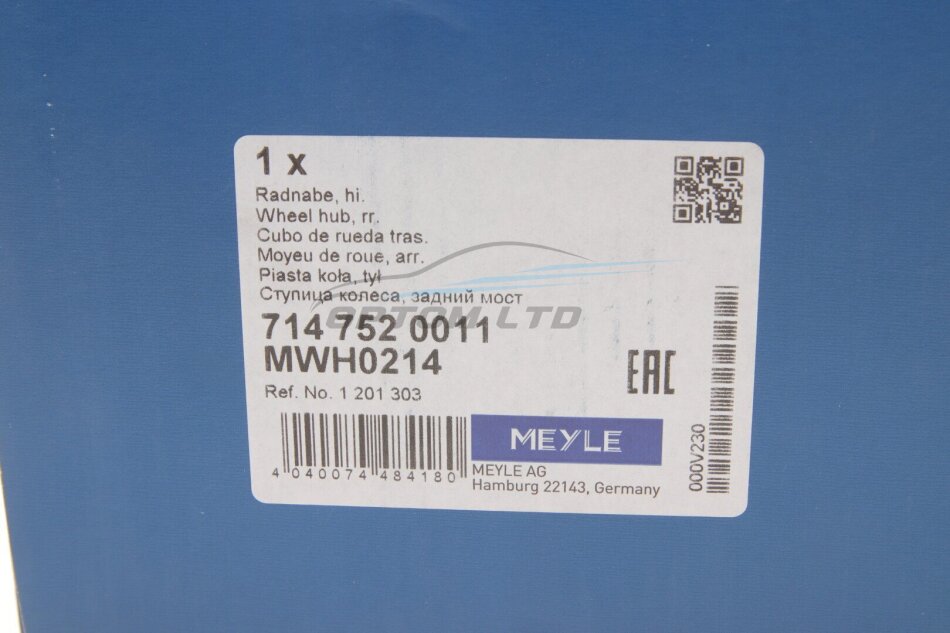 1 x
Radnabe, hi.
Wheel hub, rr.
Cubo de rueda tras.
Moyeu de roue, arr.
Piasta koła, tył
Ступица колеса, задний мост
OPTOM LTD
714 752 0011
MWH0214
EAC
Ref. No. 1 201 303
4 040074 484180
MEYLE
MEYLE AG
Hamburg 22143, Germany
000V230